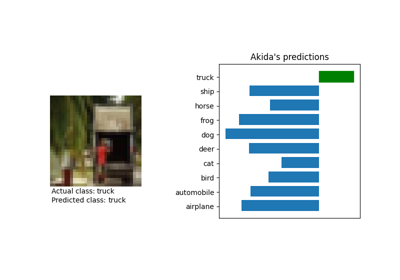 Akida's predictions
truck
ship
horse
frog
dog
deer
cat
bird
automobile
airplane
Actual class: truck
Predicted class: truck